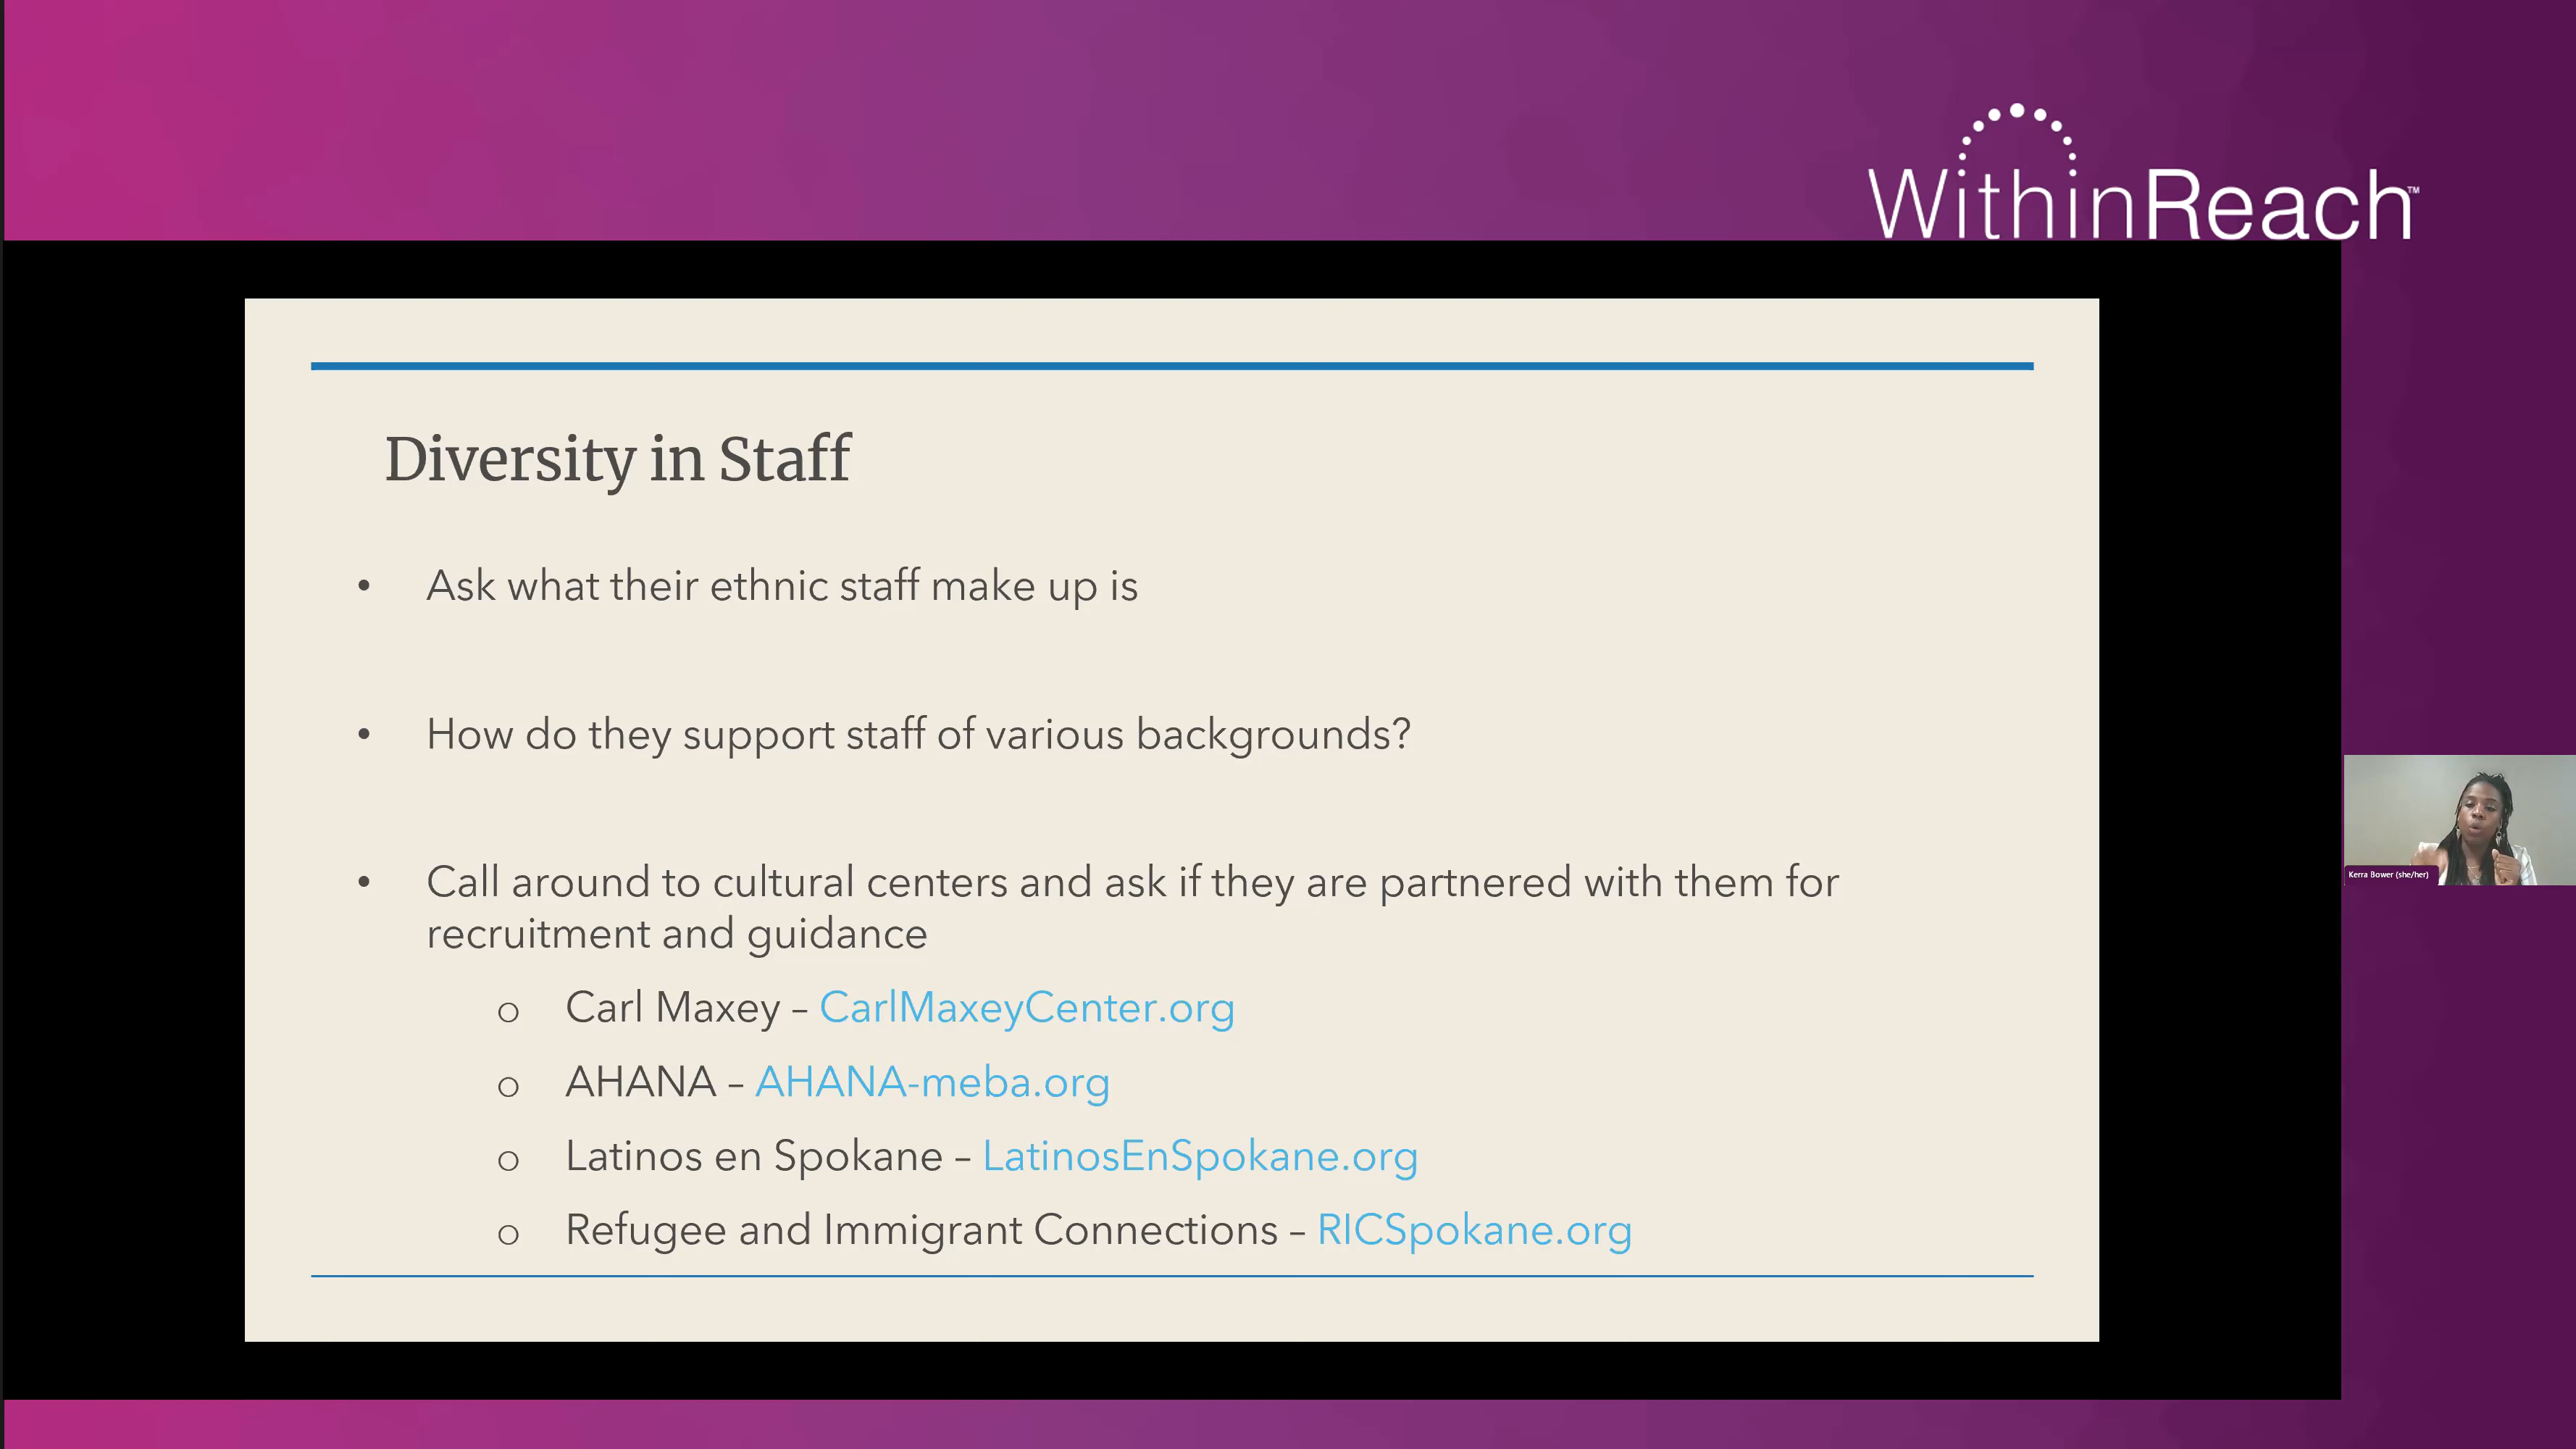 WithinReach™
Diversity in Staff
• Ask what their ethnic staff make up is
• How do they support staff of various backgrounds?
• Call around to cultural centers and ask if they are partnered with them for
recruitment and guidance
o Carl Maxey – CarlMaxeyCenter.org
o AHANA – AHANA-meba.org
o Latinos en Spokane – LatinosEnSpokane.org
o Refugee and Immigrant Connections – RICSpokane.org
Kerra Bower (she/her)